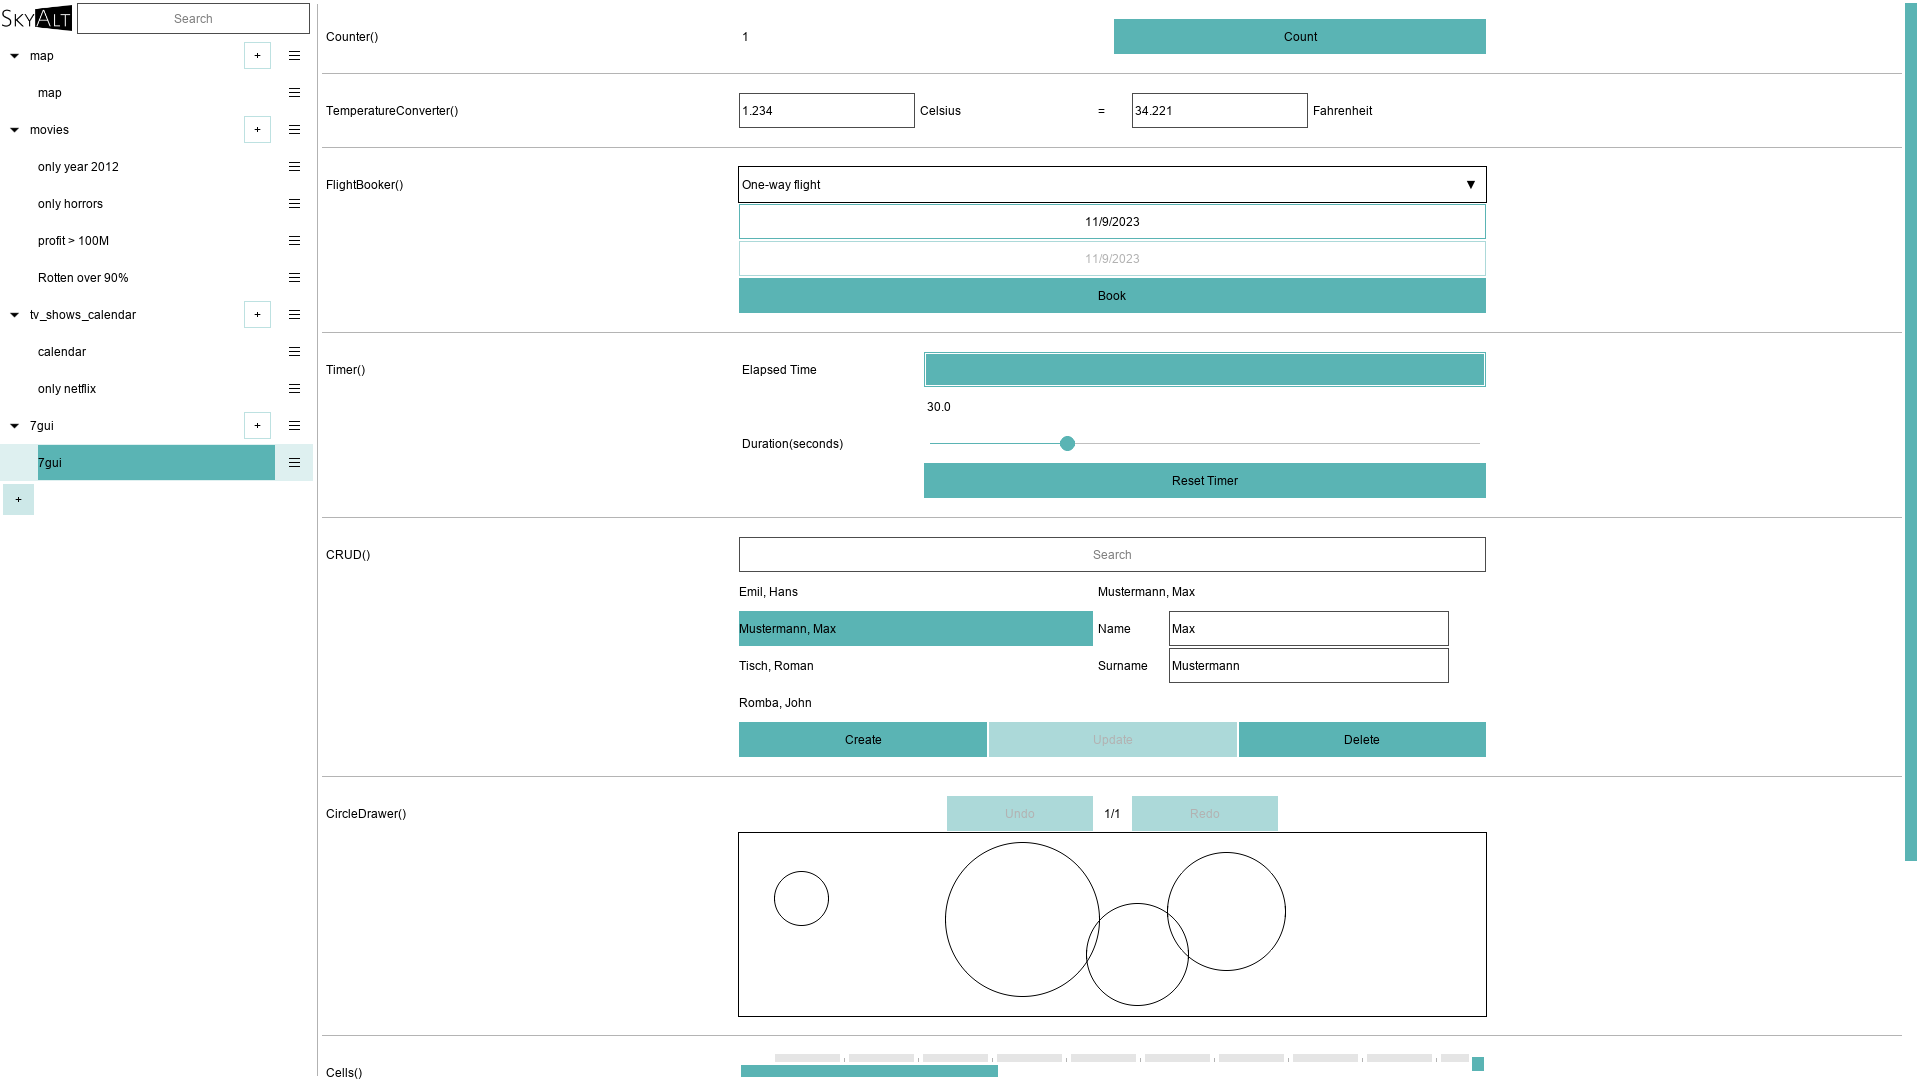 SKYALT
Search
map
+
map
movies
+
only year 2012
only horrors
profit > 100M
Rotten over 90%
tv_shows_calendar
+
calendar
only netflix
7gui
+
7gui
+
Counter()
1
Count
TemperatureConverter()
1.234
Celsius
=
34.221
Fahrenheit
FlightBooker()
One-way flight
11/9/2023
11/9/2023
Book
Timer()
Elapsed Time
30.0
Duration(seconds)
Reset Timer
CRUD()
Search
Emil, Hans
Mustermann, Max
Mustermann, Max
Name
Max
Tisch, Roman
Surname
Mustermann
Romba, John
Create
Update
Delete
CircleDrawer()
Undo
1/1
Redo
Cells()